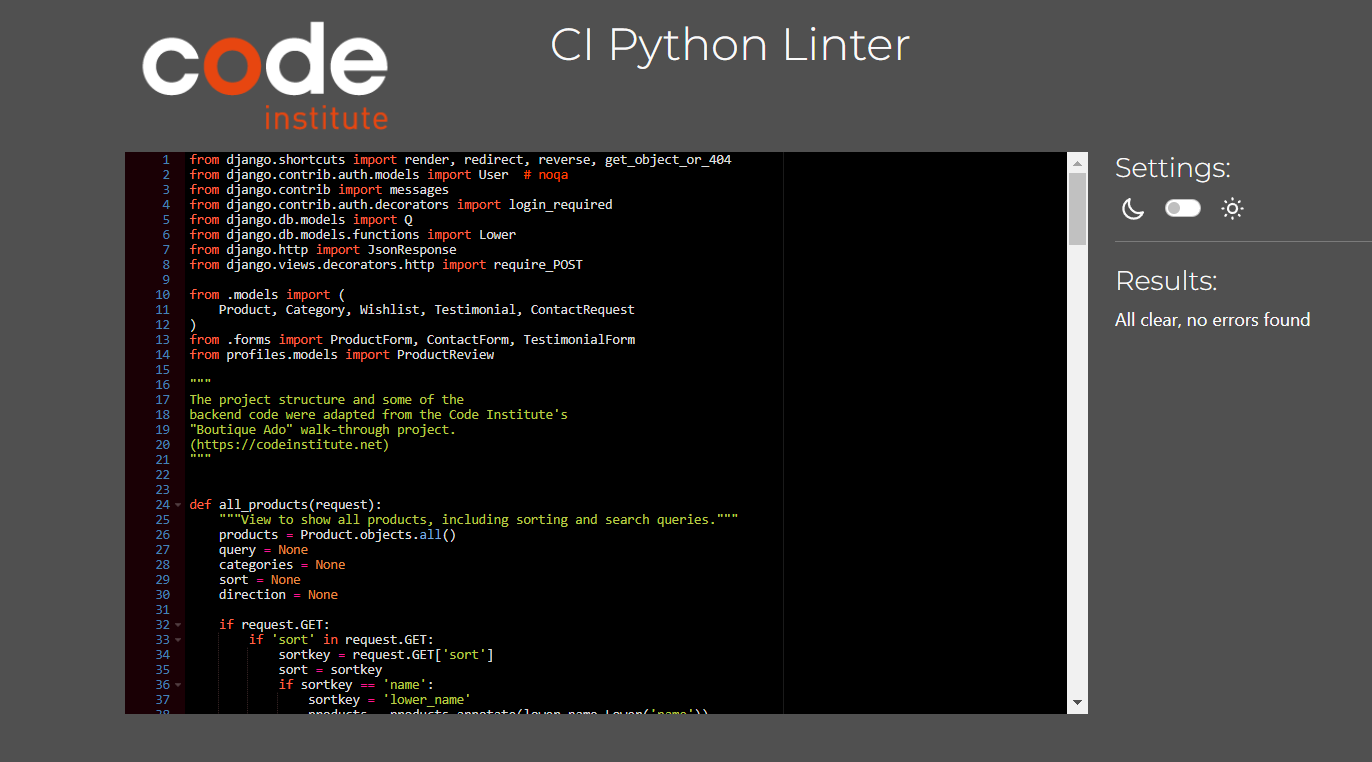 code
institute
CI Python Linter
1 from django.shortcuts import render, redirect, reverse, get_object_or_404
2 from django.contrib.auth.models import User  # noqa
3 from django.contrib import messages
4 from django.contrib.auth.decorators import login_required
5 from django.db.models import Q
6 from django.db.models.functions import Lower
7 from django.http import JsonResponse
8 from django.views.decorators.http import require_POST
9
10 from .models import (
11     Product, Category, Wishlist, Testimonial, ContactRequest
12 )
13 from .forms import ProductForm, ContactForm, TestimonialForm
14 from profiles.models import ProductReview
15
16 """
17 The project structure and some of the
18 backend code were adapted from the Code Institute's
19 "Boutique Ado" walk-through project.
20 (https://codeinstitute.net)
21 """
22
23
24 def all_products(request):
25     """View to show all products, including sorting and search queries."""
26     products = Product.objects.all()
27     query = None
28     categories = None
29     sort = None
30     direction = None
31
32     if request.GET:
33         if 'sort' in request.GET:
34             sortkey = request.GET['sort']
35             sort = sortkey
36             if sortkey == 'name':
37                 sortkey = 'lower_name'
38                 products = products.annotate(lower_name=Lower('name'))
Settings:
Results:
All clear, no errors found